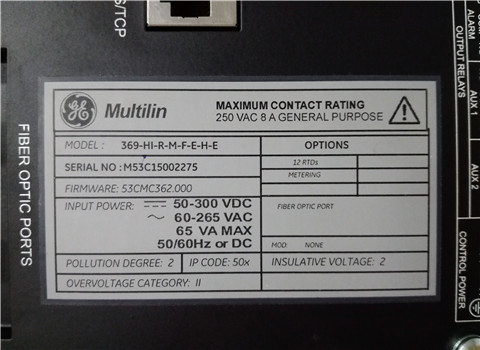 S/TCP
FIBER OPTIC PORTS
GE Multilin
MAXIMUM CONTACT RATING
250 VAC 8 A GENERAL PURPOSE
MODEL: 369-HI-R-M-F-E-H-E
OPTIONS
SERIAL NO: M53C15002275
12 RTDs
METERING
FIRMWARE: 53CMC362.000
INPUT POWER: 50-300 VDC
60-265 VAC
65 VA MAX
50/60Hz or DC
FIBER OPTIC PORT
MOD: NONE
POLLUTION DEGREE: 2
IP CODE: 50x
INSULATIVE VOLTAGE: 2
OVERVOLTAGE CATEGORY: II
ALARM
OUTPUT RELAYS
AUX 1
AUX 2
CONTROL POWER